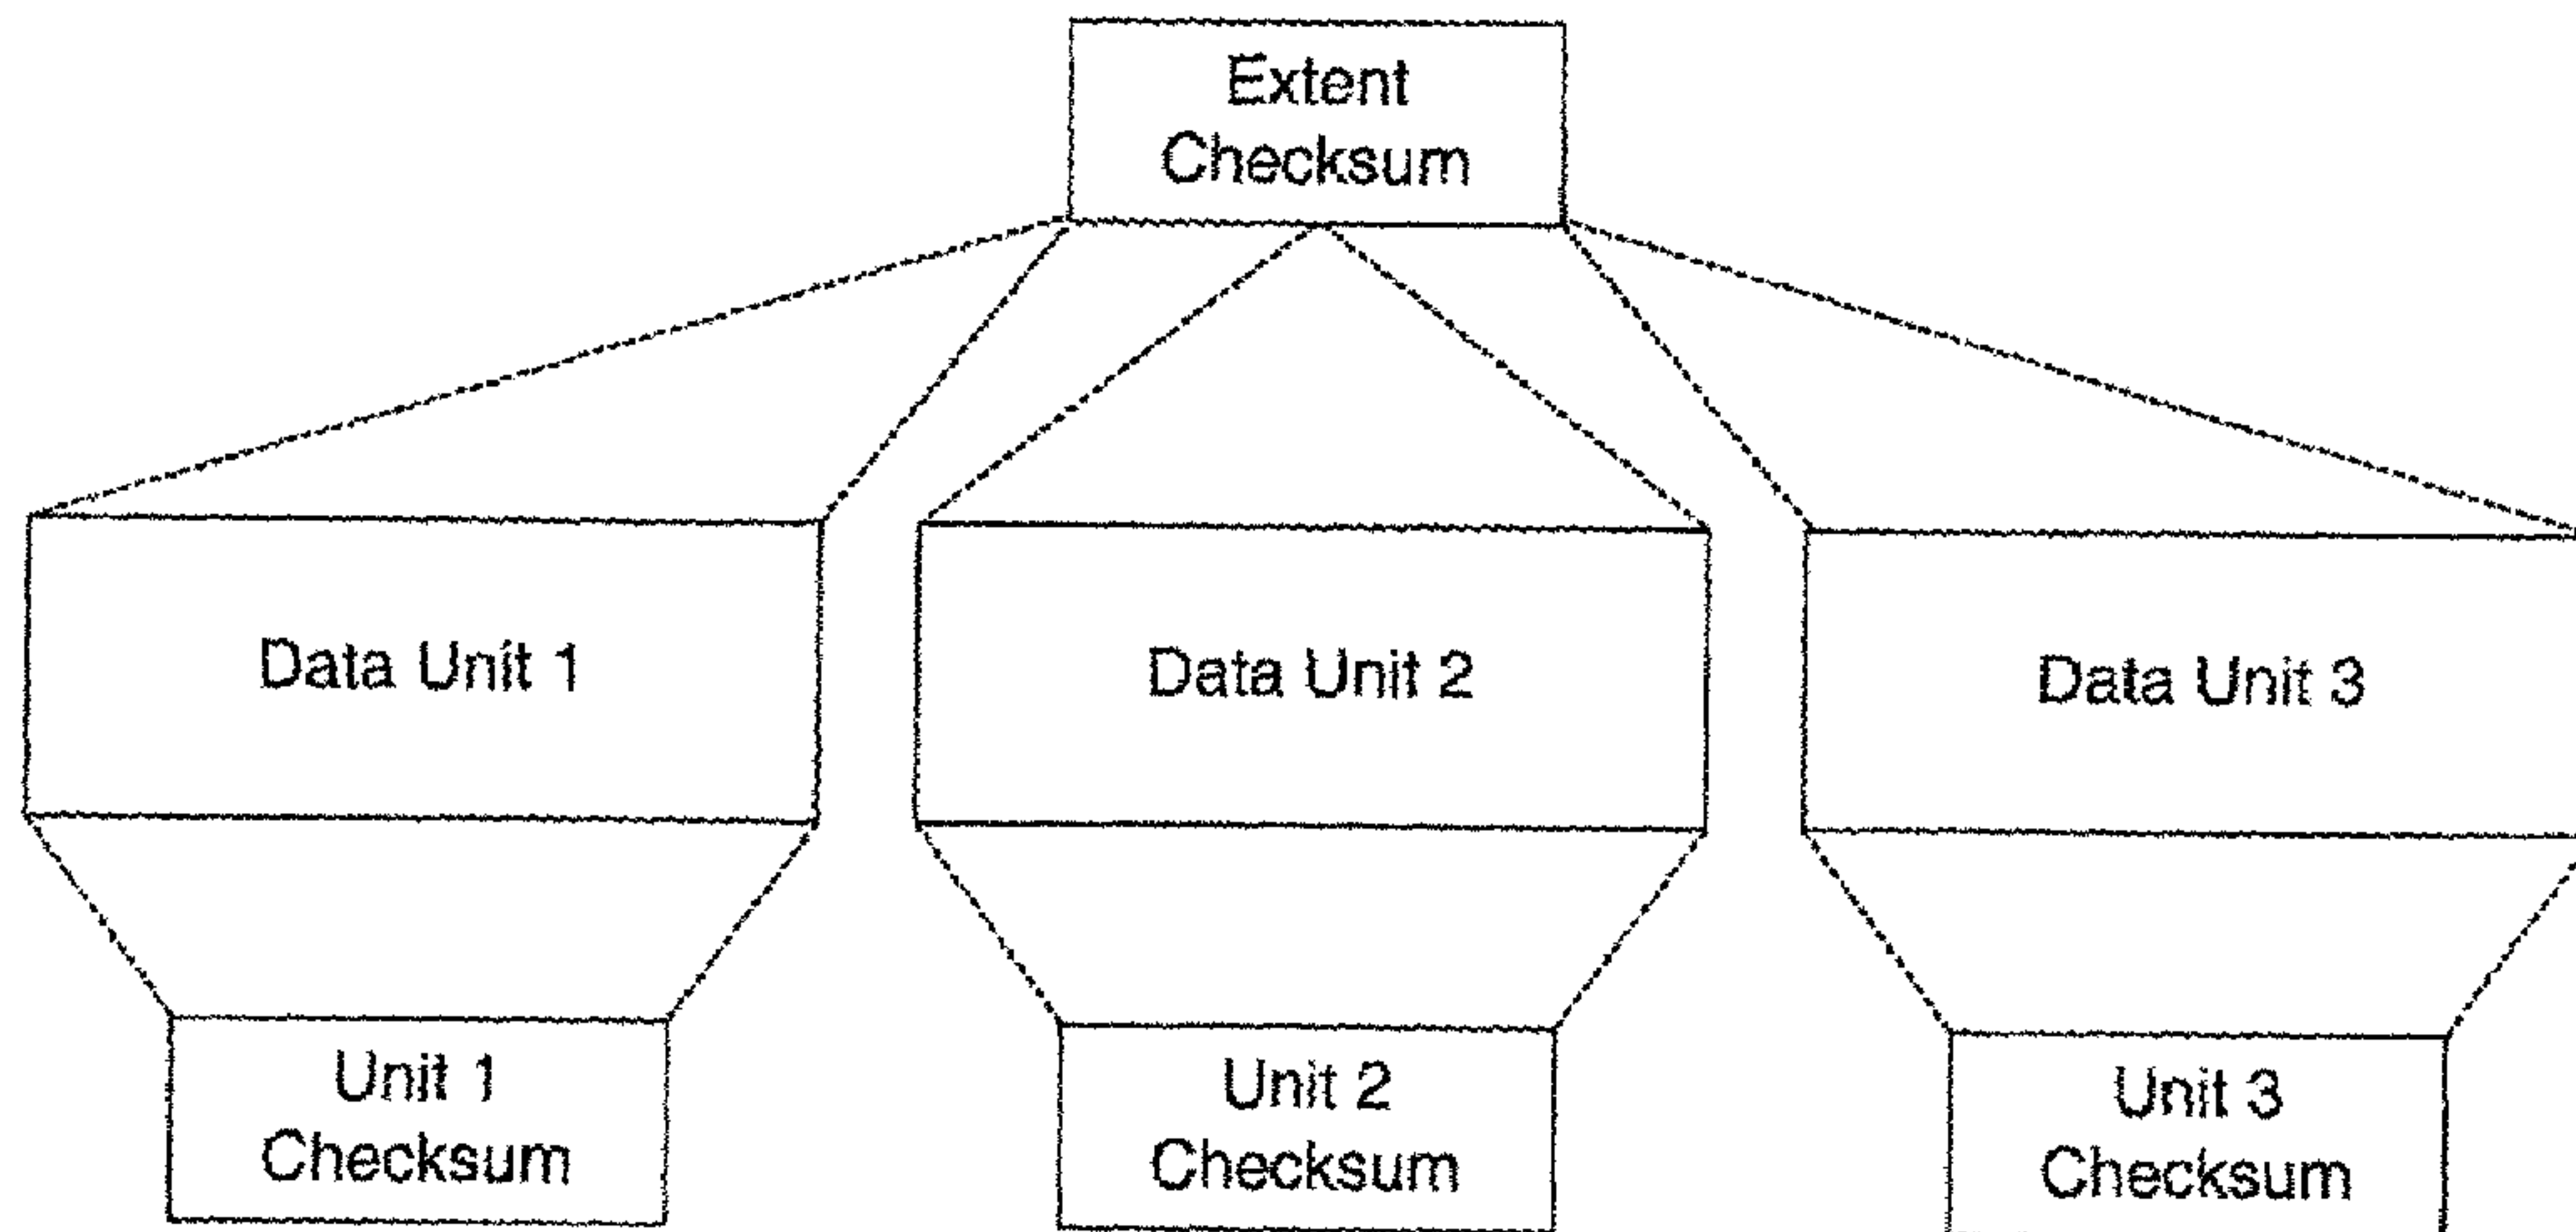 Extent
Checksum
Data Unit 1
Data Unit 2
Data Unit 3
Unit 1
Checksum
Unit 2
Checksum
Unit 3
Checksum